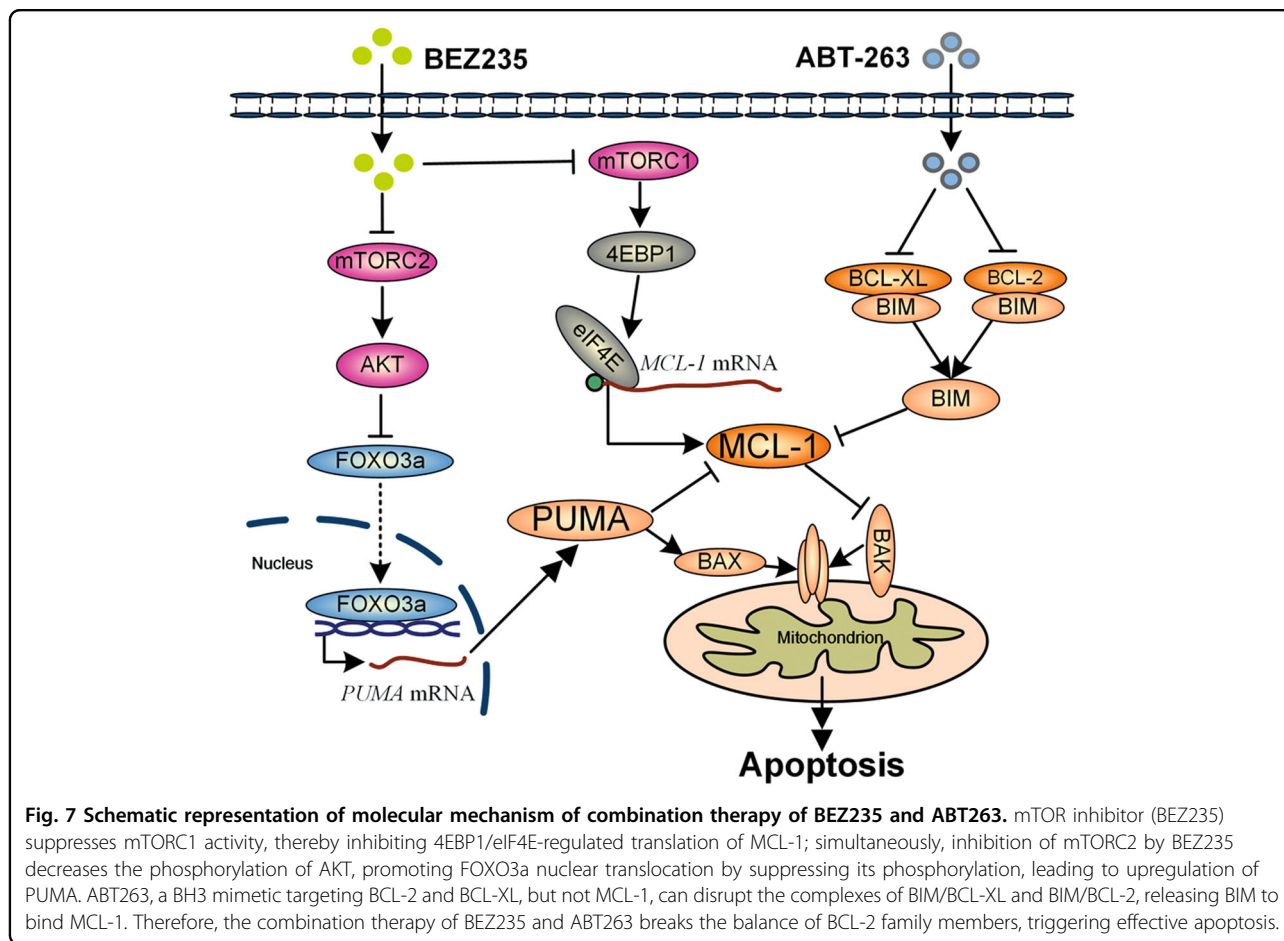 BEZ235
ABT-263
mTORC1
mTORC2
4EBP1
BCL-XL
BIM
BCL-2
BIM
eIF4E
MCL-1 mRNA
AKT
BIM
MCL-1
FOXO3a
PUMA
BAX
BAK
Nucleus
FOXO3a
Mitochondrion
PUMA mRNA
Apoptosis
Fig. 7 Schematic representation of molecular mechanism of combination therapy of BEZ235 and ABT263. mTOR inhibitor (BEZ235)
suppresses mTORC1 activity, thereby inhibiting 4EBP1/eIF4E-regulated translation of MCL-1; simultaneously, inhibition of mTORC2 by BEZ235
decreases the phosphorylation of AKT, promoting FOXO3a nuclear translocation by suppressing its phosphorylation, leading to upregulation of
PUMA. ABT263, a BH3 mimetic targeting BCL-2 and BCL-XL, but not MCL-1, can disrupt the complexes of BIM/BCL-XL and BIM/BCL-2, releasing BIM to
bind MCL-1. Therefore, the combination therapy of BEZ235 and ABT263 breaks the balance of BCL-2 family members, triggering effective apoptosis.